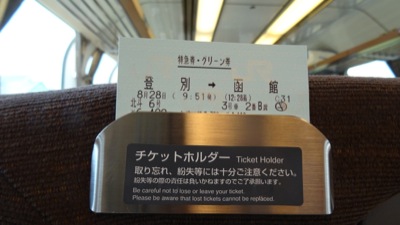 特急券・グリーン券
登別 → 函館
8月28日 ( 9:51発) (12:20着) C31
北斗 6号 3号車 2番B席
チケットホルダー Ticket Holder
取り忘れ、紛失等には十分ご注意ください。
紛失等の際の責任は負いかねますのでご了承願います。
Be careful not to lose or leave your ticket.
Please be aware that lost tickets cannot be replaced.